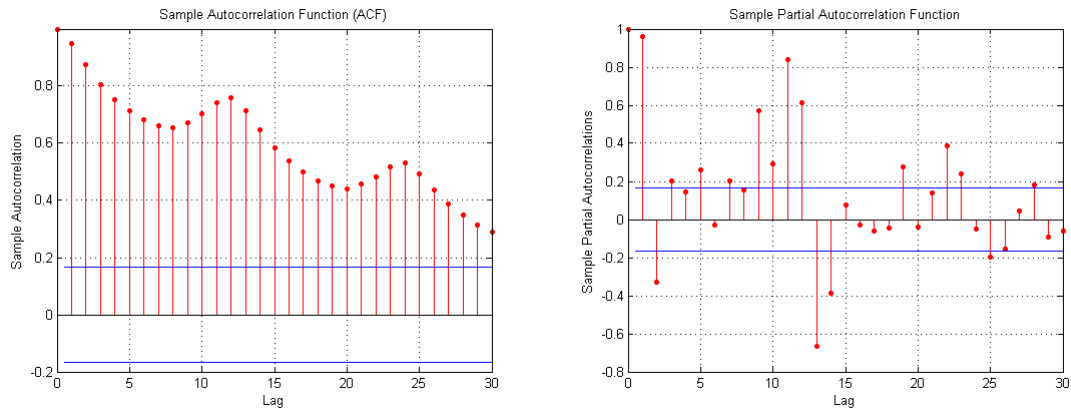 Sample Autocorrelation Function (ACF)
Sample Autocorrelation
0.8
0.6
0.4
0.2
0
-0.2
0 5 10 15 20 25 30
Lag
Sample Partial Autocorrelation Function
Sample Partial Autocorrelations
1
0.8
0.6
0.4
0.2
0
-0.2
-0.4
-0.6
-0.8
0 5 10 15 20 25 30
Lag